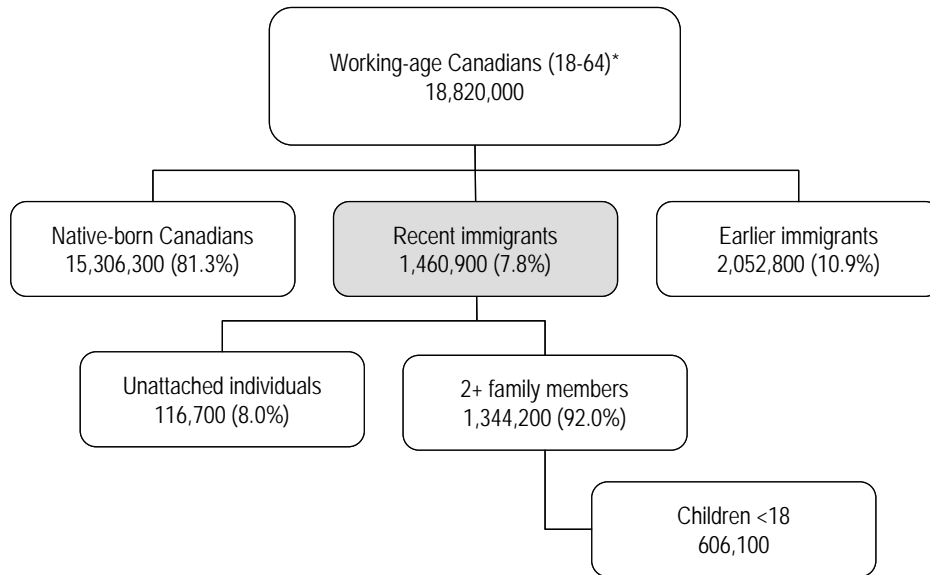 Working-age Canadians (18-64)*
18,820,000
Native-born Canadians
15,306,300 (81.3%)
Recent immigrants
1,460,900 (7.8%)
Earlier immigrants
2,052,800 (10.9%)
Unattached individuals
116,700 (8.0%)
2+ family members
1,344,200 (92.0%)
Children <18
606,100